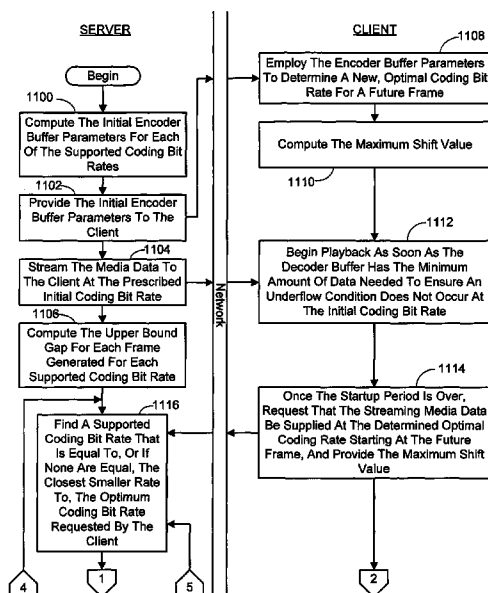 SERVER
Begin
1100
Compute The Initial Encoder
Buffer Parameters For Each
Of The Supported Coding Bit
Rates
1102
Provide The Initial Encoder
Buffer Parameters To The
Client
1104
Stream The Media Data To
The Client At The Prescribed
Initial Coding Bit Rate
1106
Compute The Upper Bound
Gap For Each Frame
Generated For Each
Supported Coding Bit Rate
1116
Find A Supported
Coding Bit Rate That
Is Equal To, Or If
None Are Equal, The
Closest Smaller Rate
To, The Optimum
Coding Bit Rate
Requested By The
Client
4
1
5
Network
CLIENT
1108
Employ The Encoder Buffer Parameters
To Determine A New, Optimal Coding Bit
Rate For A Future Frame
Compute The Maximum Shift Value
1110
1112
Begin Playback As Soon As The
Decoder Buffer Has The Minimum
Amount Of Data Needed To Ensure An
Underflow Condition Does Not Occur At
The Initial Coding Bit Rate
1114
Once The Startup Period Is Over,
Request That The Streaming Media Data
Be Supplied At The Determined Optimal
Coding Rate Starting At The Future
Frame, And Provide The Maximum Shift
Value
2